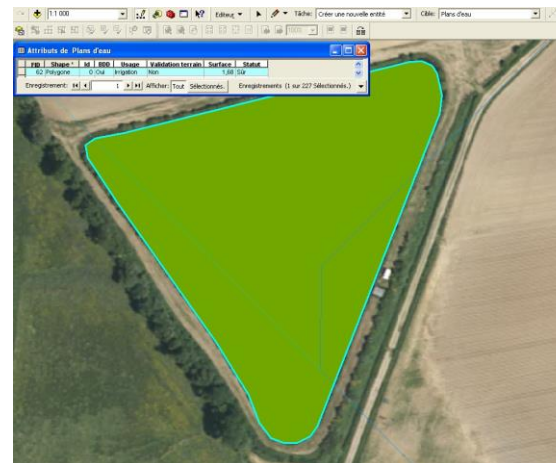 1:1 000 Editeur Tâche: Créer une nouvelle entité Cible: Plans d'eau
100%
Attributs de Plans d'eau
FID Shape * Id BDD Usage Validation terrain Surface Statut
62 Polygone 0 Oui Irrigation Non 1,68 Sûr
Enregistrement: 1 Afficher: Tout Sélectionnés. Enregistrements (1 sur 227 Sélectionnés.)